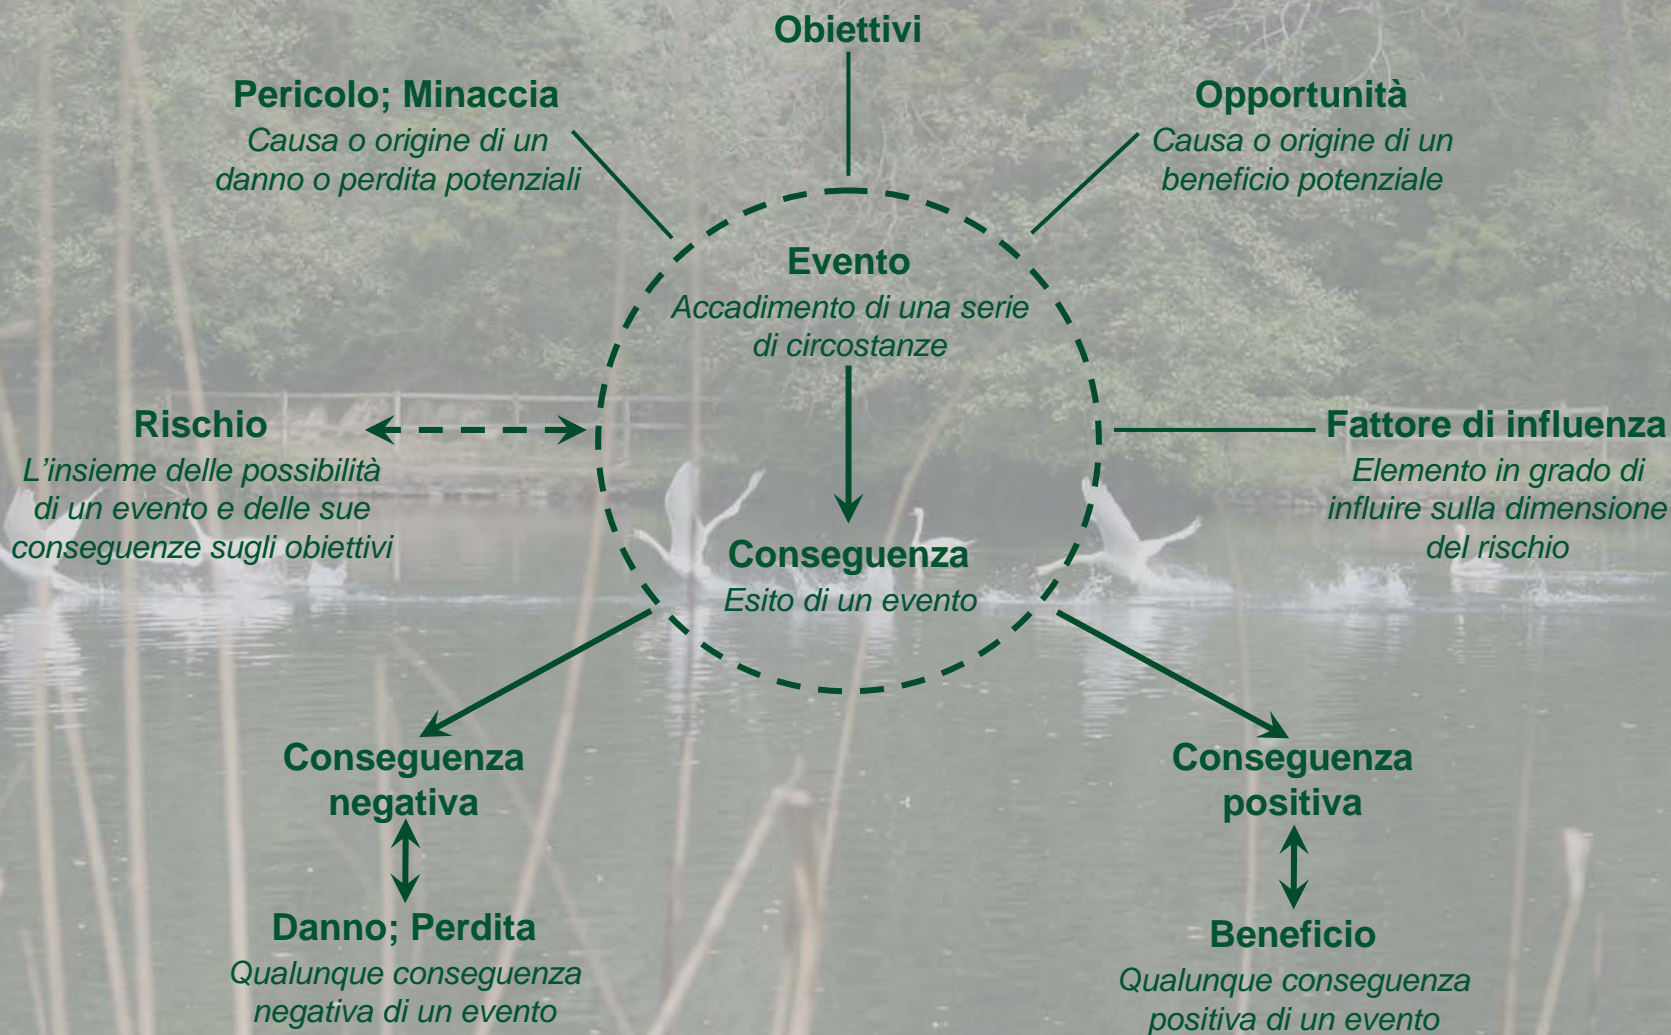 Obiettivi
Pericolo; Minaccia
Causa o origine di un
danno o perdita potenziali
Opportunità
Causa o origine di un
beneficio potenziale
Evento
Accadimento di una serie
di circostanze
Rischio
L'insieme delle possibilità
di un evento e delle sue
conseguenze sugli obiettivi
Fattore di influenza
Elemento in grado di
influire sulla dimensione
del rischio
Conseguenza
Esito di un evento
Conseguenza
negativa
Conseguenza
positiva
Danno; Perdita
Qualunque conseguenza
negativa di un evento
Beneficio
Qualunque conseguenza
positiva di un evento